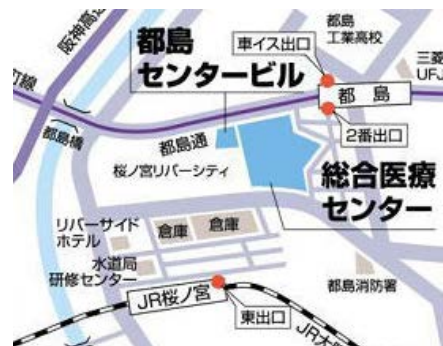 阪神高速
都島
センタービル
車イス出口
都島
工業高校
三菱
UFJ
町線
都島
2番出口
都島橋
都島通
桜ノ宮リバーシティ
総合医療
センター
リバーサイド
ホテル
倉庫
倉庫
水道局
研修センター
JR桜ノ宮
東出口
都島消防署
JR大